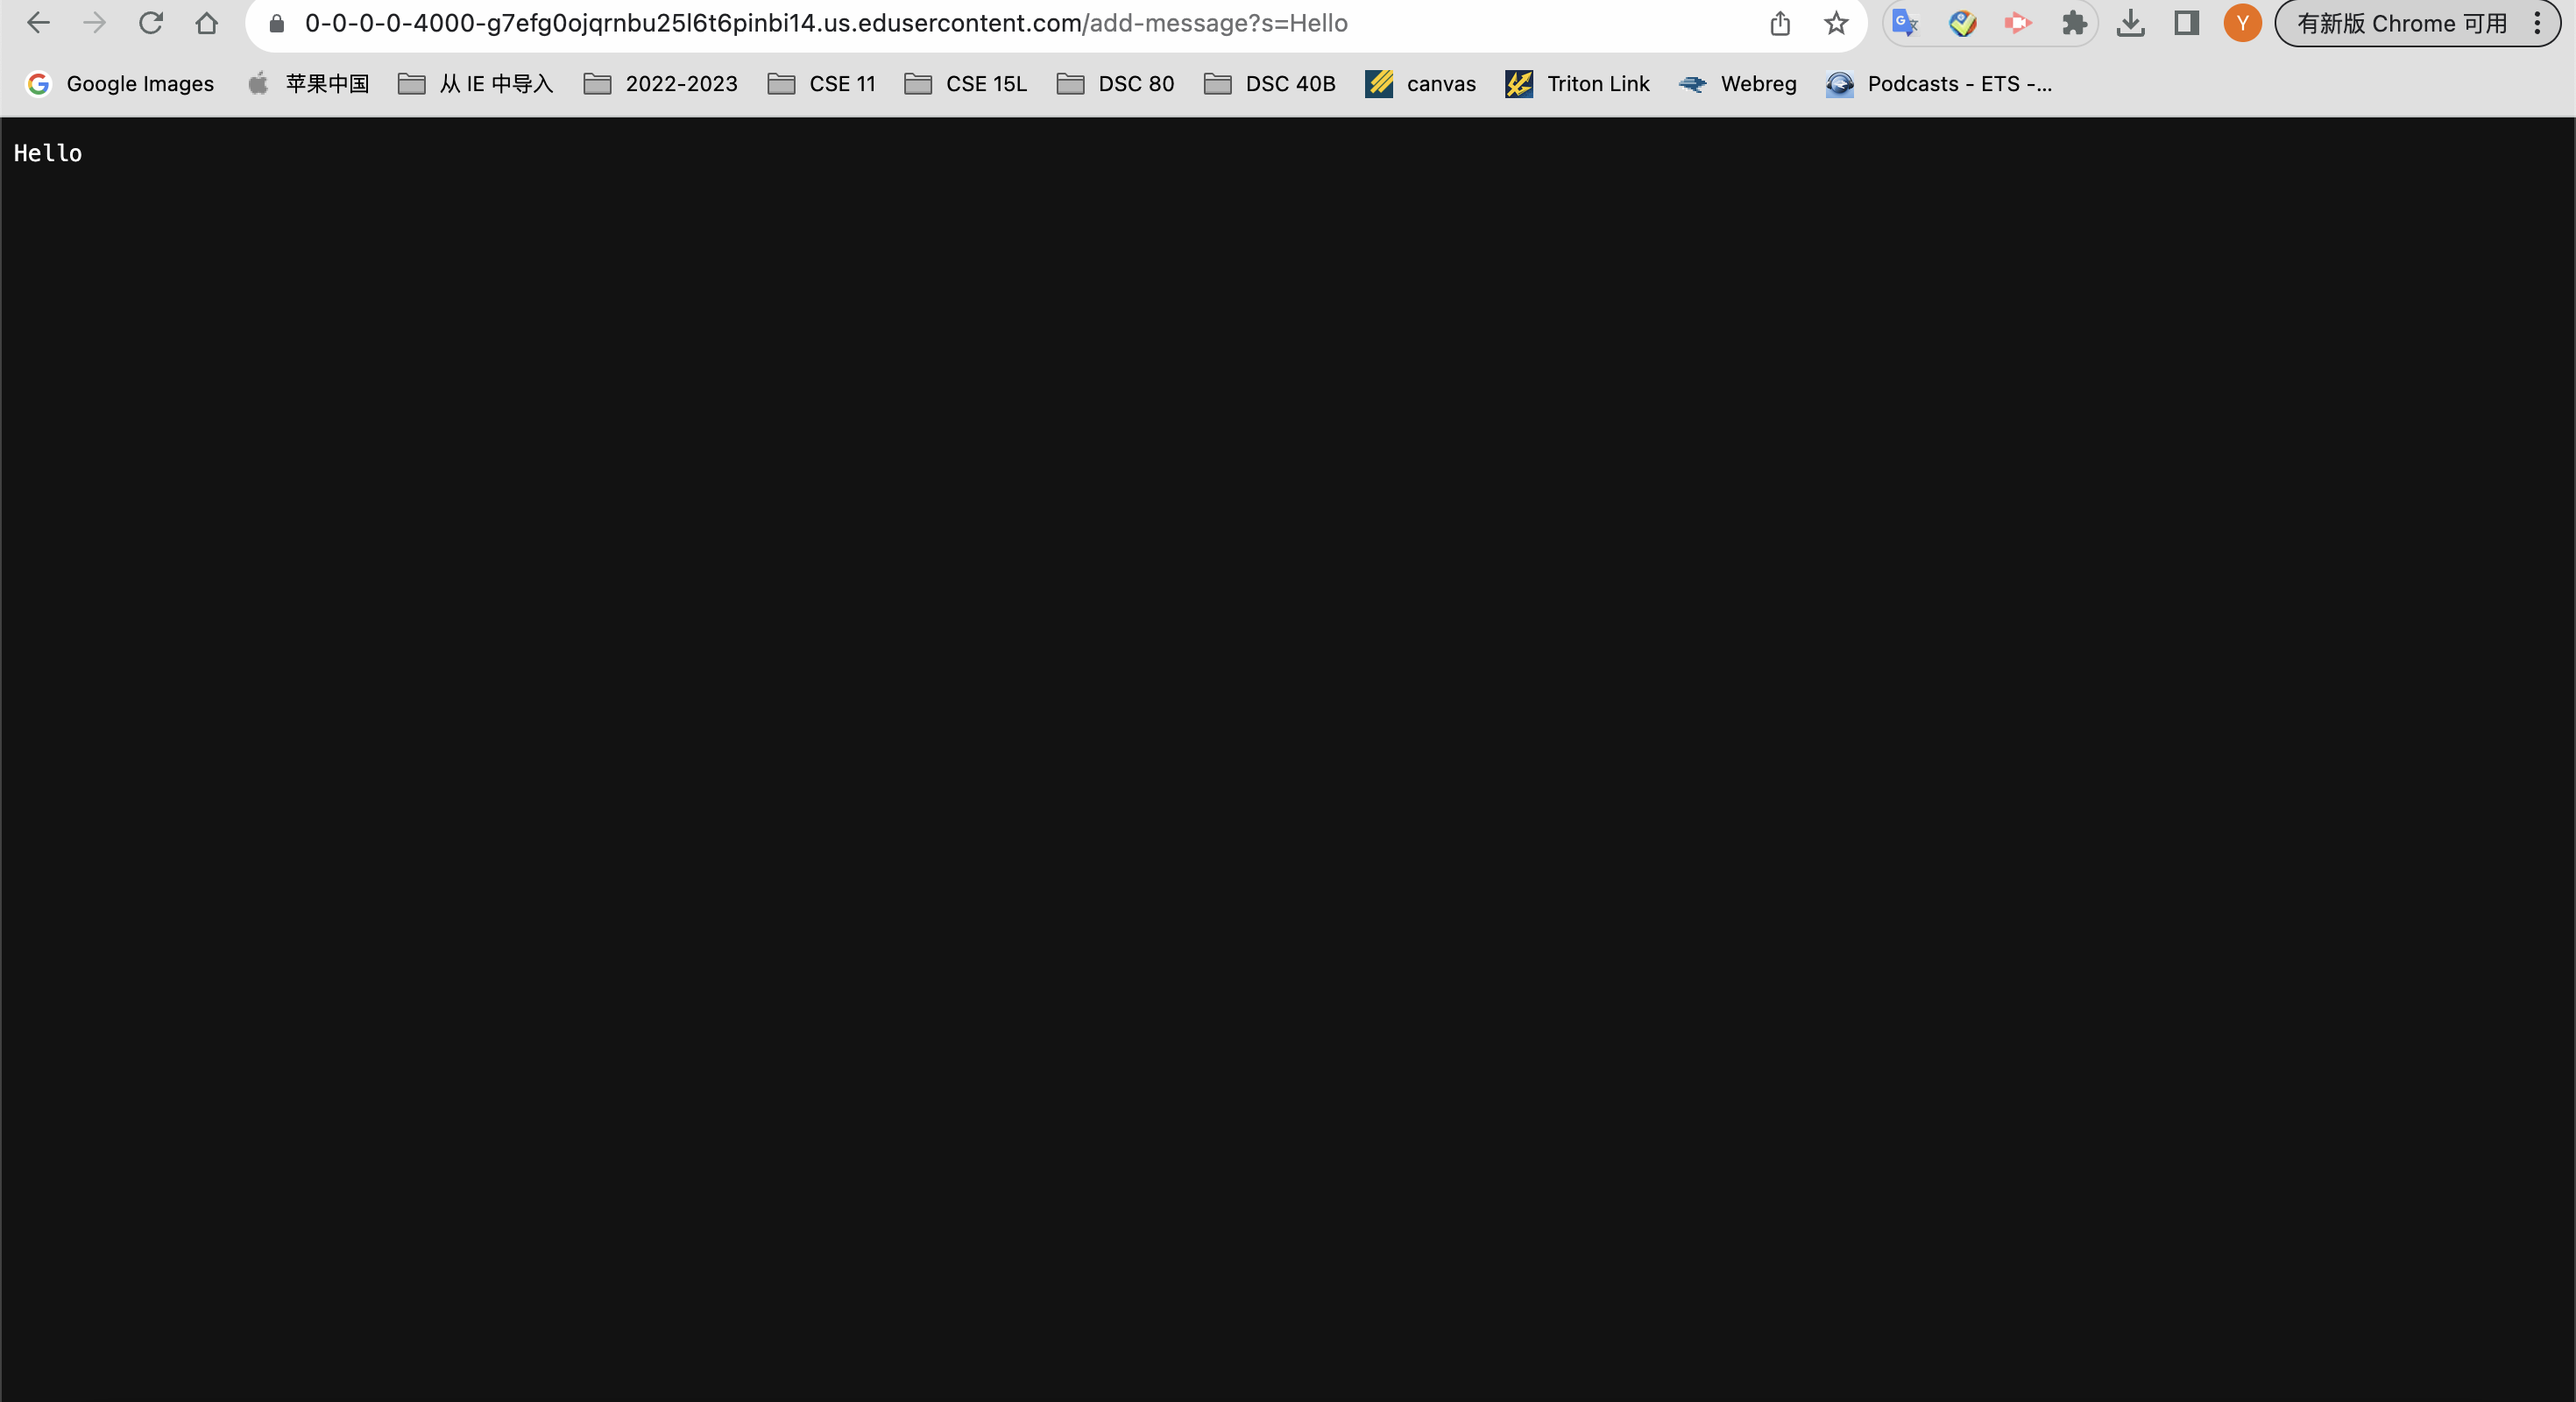 0-0-0-0-4000-g7efg0ojqrnbu25l6t6pinbi14.us.edusercontent.com/add-message?s=Hello
Y
有新版 Chrome 可用
Google Images
苹果中国
从 IE 中导入
2022-2023
CSE 11
CSE 15L
DSC 80
DSC 40B
canvas
Triton Link
Webreg
Podcasts - ETS -...
Hello